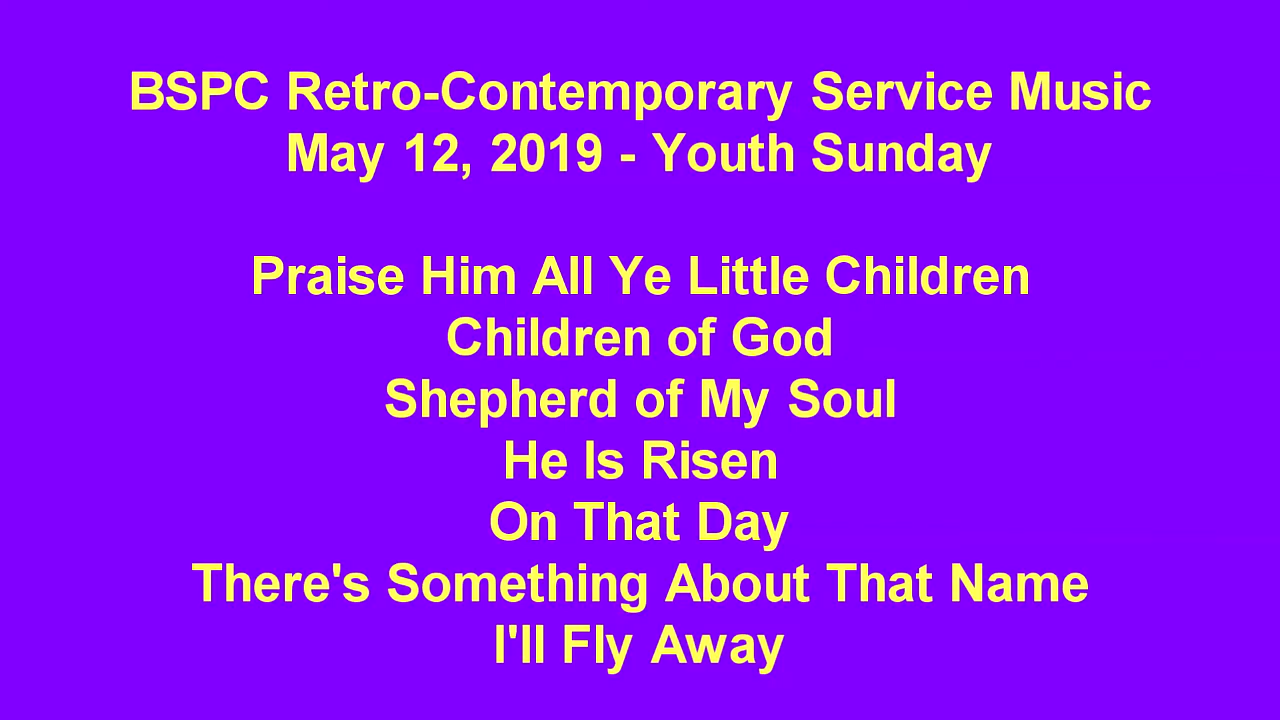 BSPC Retro-Contemporary Service Music
May 12, 2019 - Youth Sunday
Praise Him All Ye Little Children
Children of God
Shepherd of My Soul
He Is Risen
On That Day
There's Something About That Name
I'll Fly Away